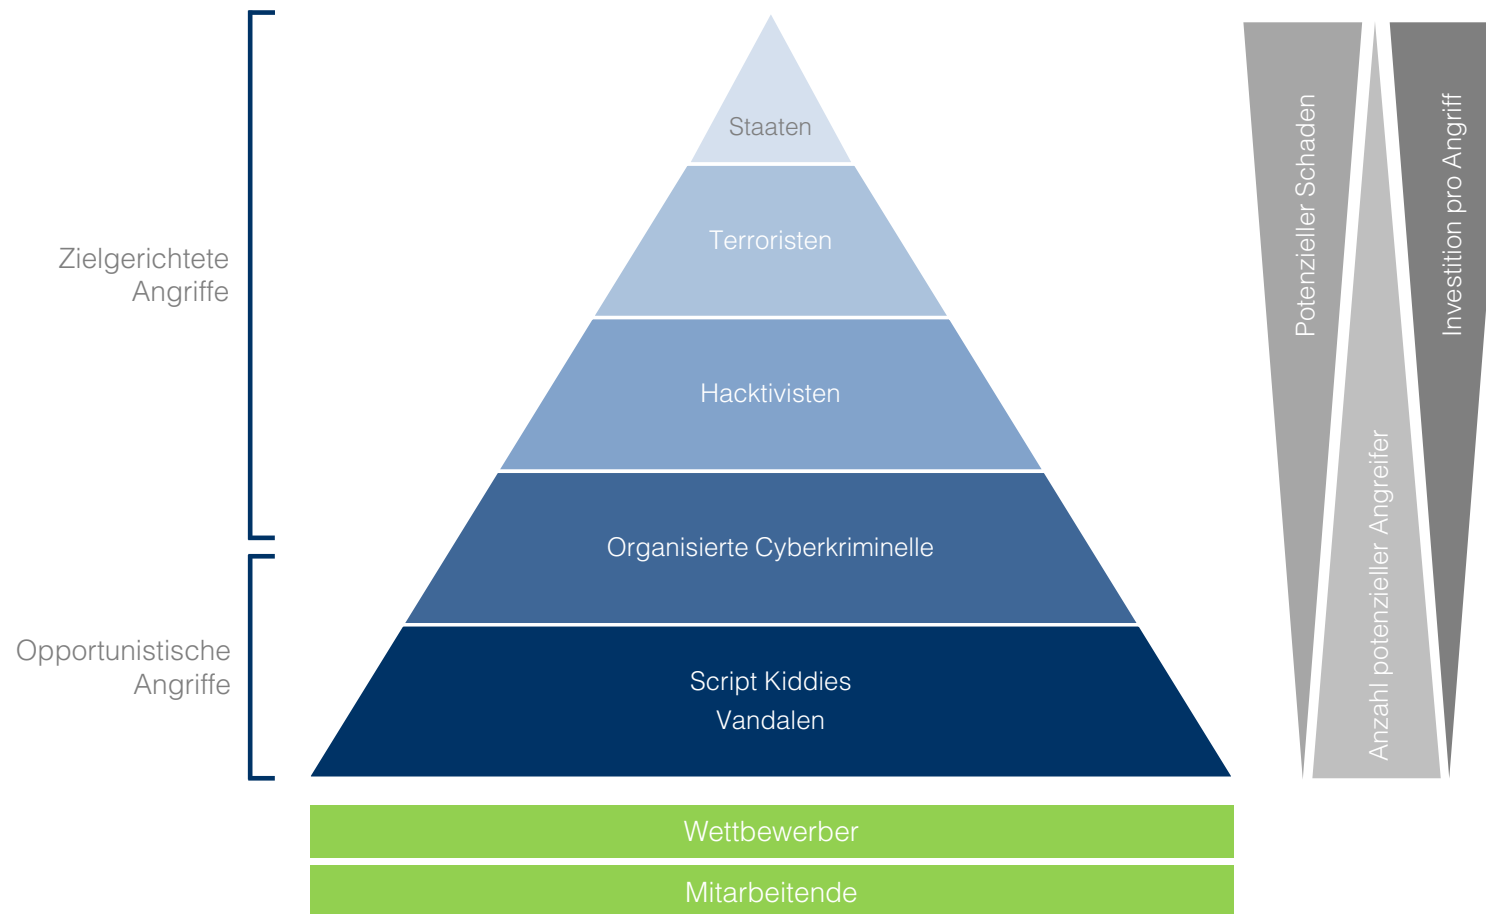 Zielgerichtete
Angriffe
Opportunistische
Angriffe
Staaten
Terroristen
Hacktivisten
Organisierte Cyberkriminelle
Script Kiddies
Vandalen
Wettbewerber
Mitarbeitende
Potenzieller Schaden
Anzahl potenzieller Angreifer
Investition pro Angriff